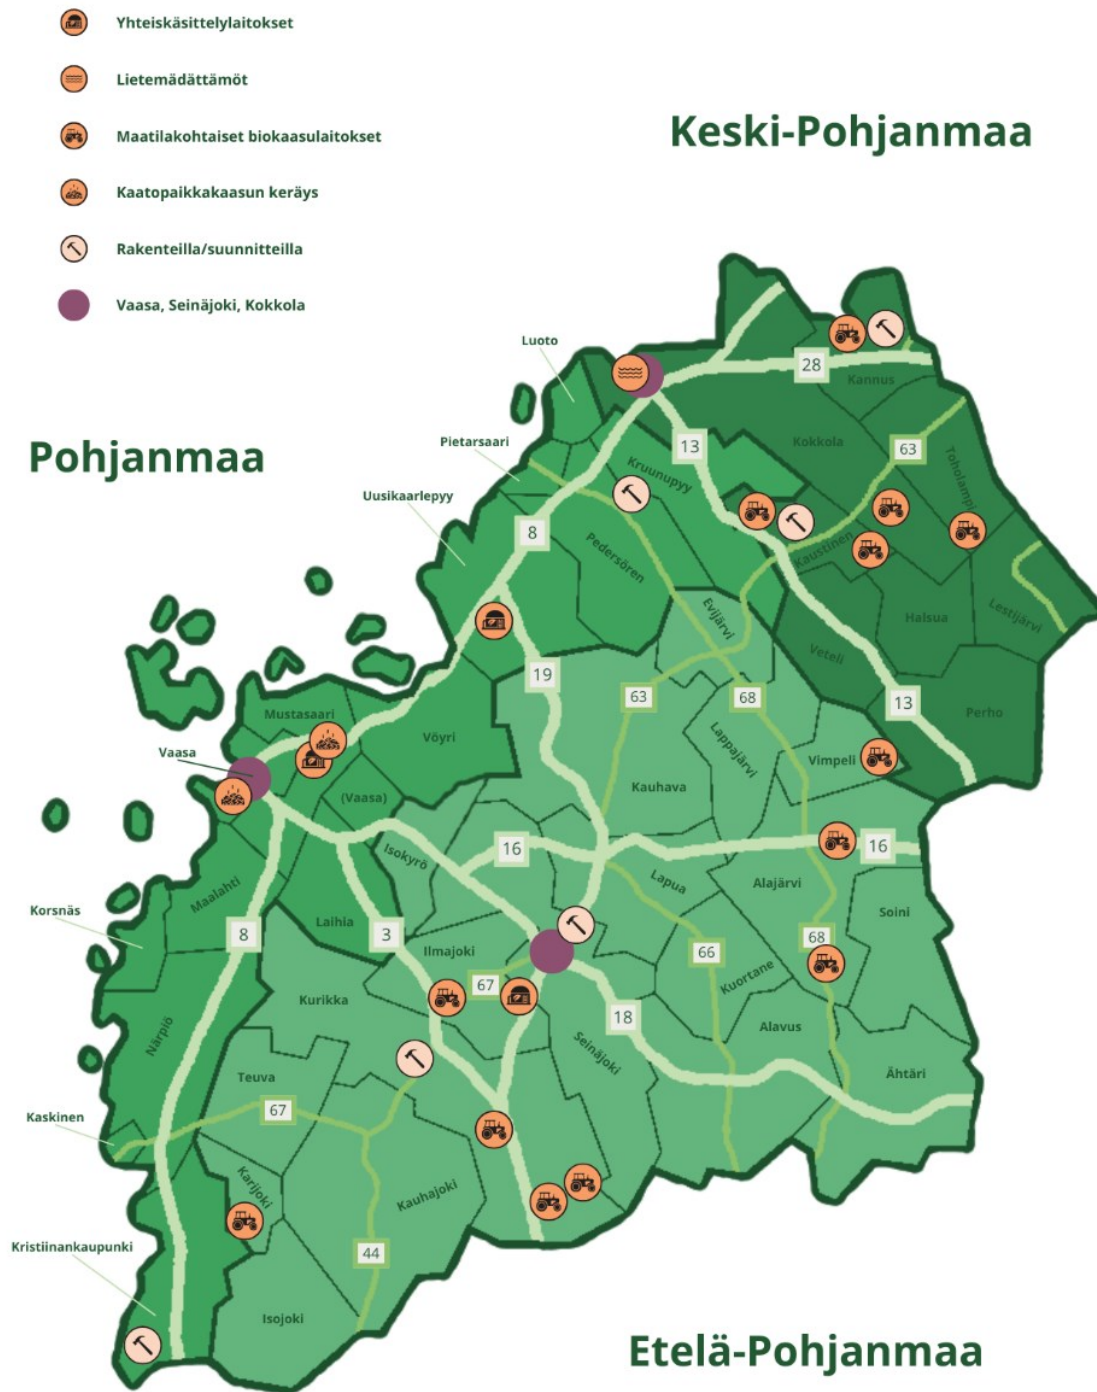 Yhteiskäsittelylaitokset
Lietemädättämöt
Maatilakohtaiset biokaasulaitokset
Kaatopaikkakaasun keräys
Rakenteilla/suunnitteilla
Vaasa, Seinäjoki, Kokkola
Keski-Pohjanmaa
Pohjanmaa
Etelä-Pohjanmaa
Luoto
28
Kannus
Pietarsaari
Kruunupyy
13
Kokkola
63
Toholampi
Uusikaarlepyy
8
Pedersören
Kaustinen
Evijärvi
Halsua
Lestijärvi
Veteli
19
63
68
13
Perho
Mustasaari
Vaasa
Vöyri
Lappajärvi
Vimpeli
Kauhava
(Vaasa)
Isokyrö
16
16
Lapua
Alajärvi
Maalahti
Korsnäs
Laihia
8
3
Ilmajoki
Soini
68
66
Kuortane
67
Kurikka
18
Seinäjoki
Alavus
Närpiö
Teuva
Ähtäri
67
Kaskinen
Karijoki
Kauhajoki
Kristiinankaupunki
44
Isojoki